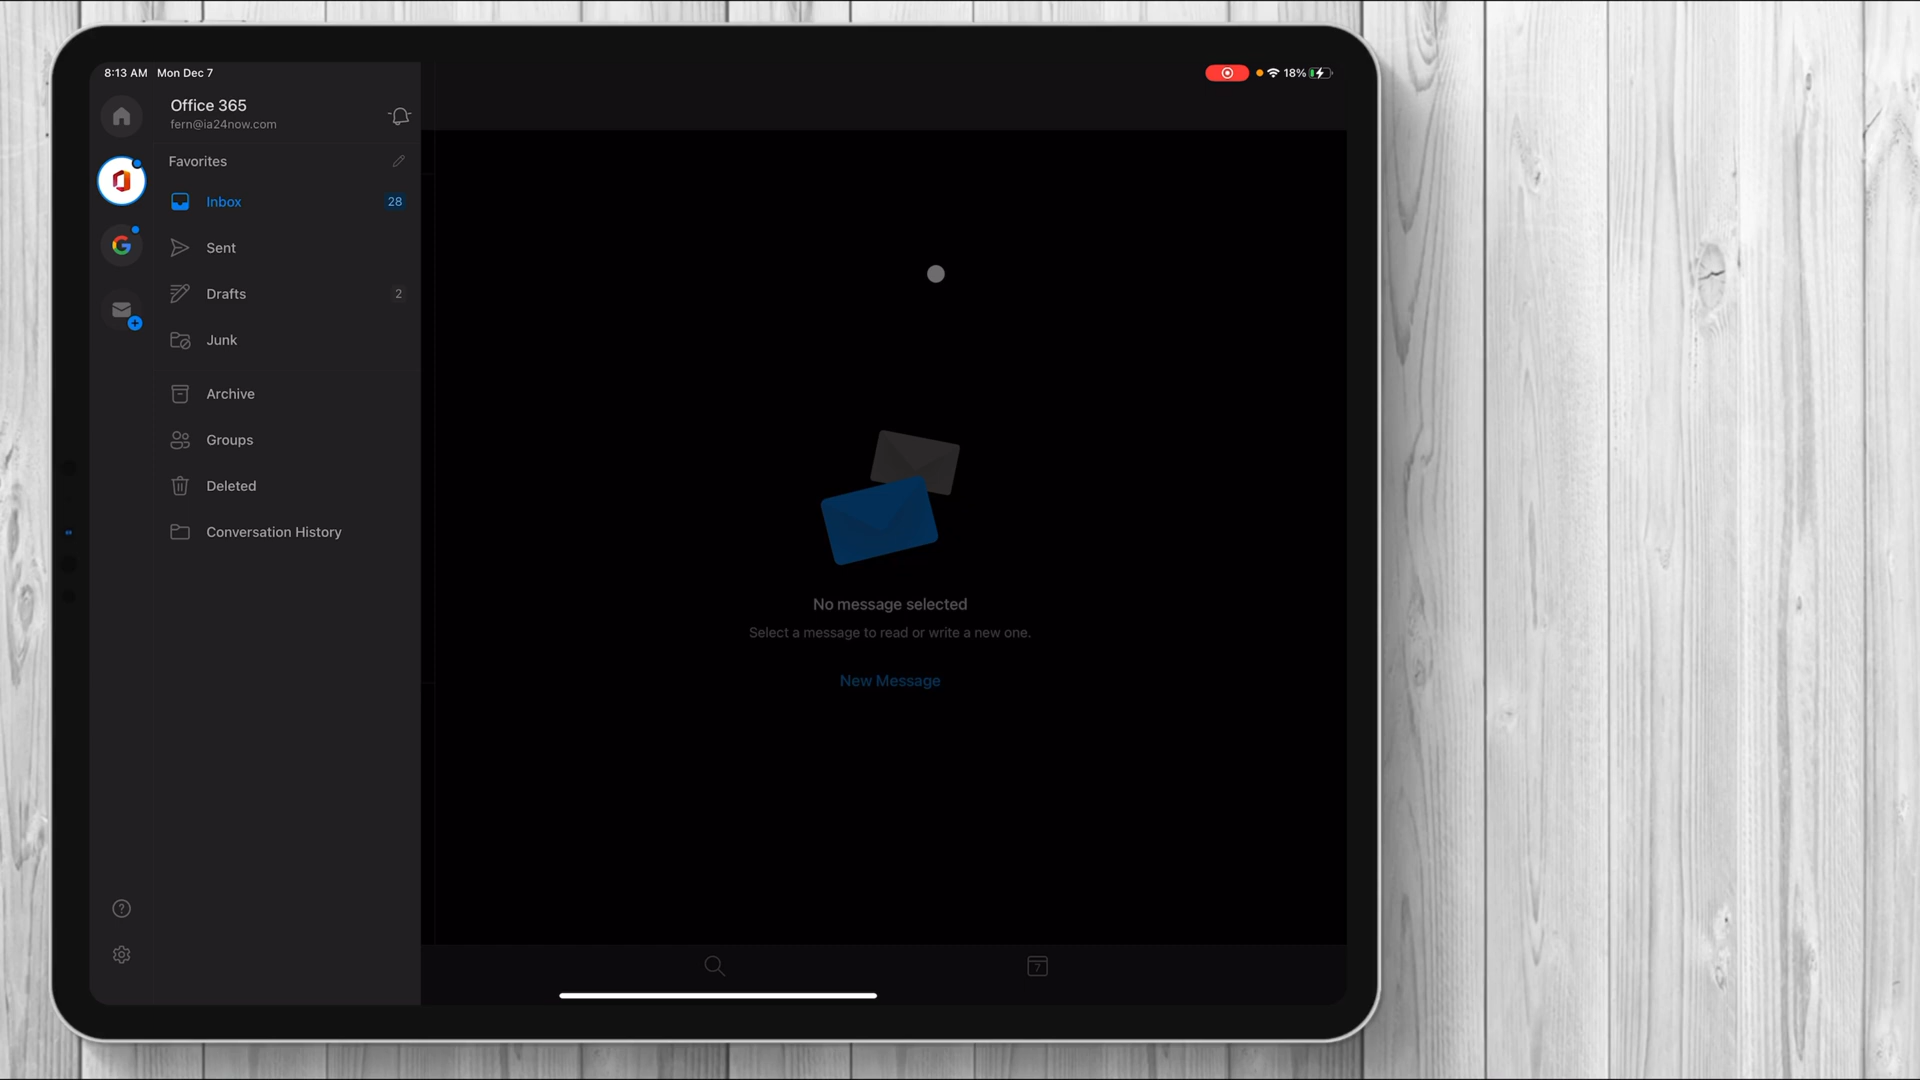 8:13 AM Mon Dec 7
18%
Office 365
fern@ia24now.com
Favorites
Inbox 28
Sent
Drafts 2
Junk
Archive
Groups
Deleted
Conversation History
No message selected
Select a message to read or write a new one.
New Message
7